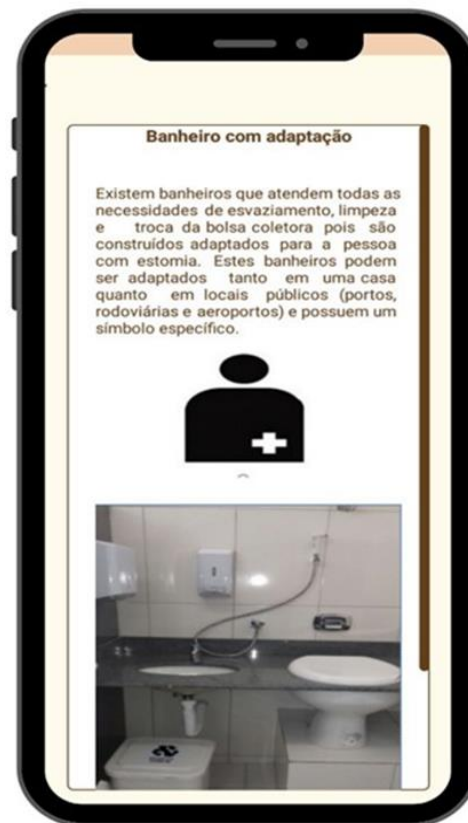 Banheiro com adaptação
Existem banheiros que atendem todas as
necessidades de esvaziamento, limpeza
e troca da bolsa coletora pois são
construídos adaptados para a pessoa
com estomia. Estes banheiros podem
ser adaptados tanto em uma casa
quanto em locais públicos (portos,
rodoviárias e aeroportos) e possuem um
símbolo específico.